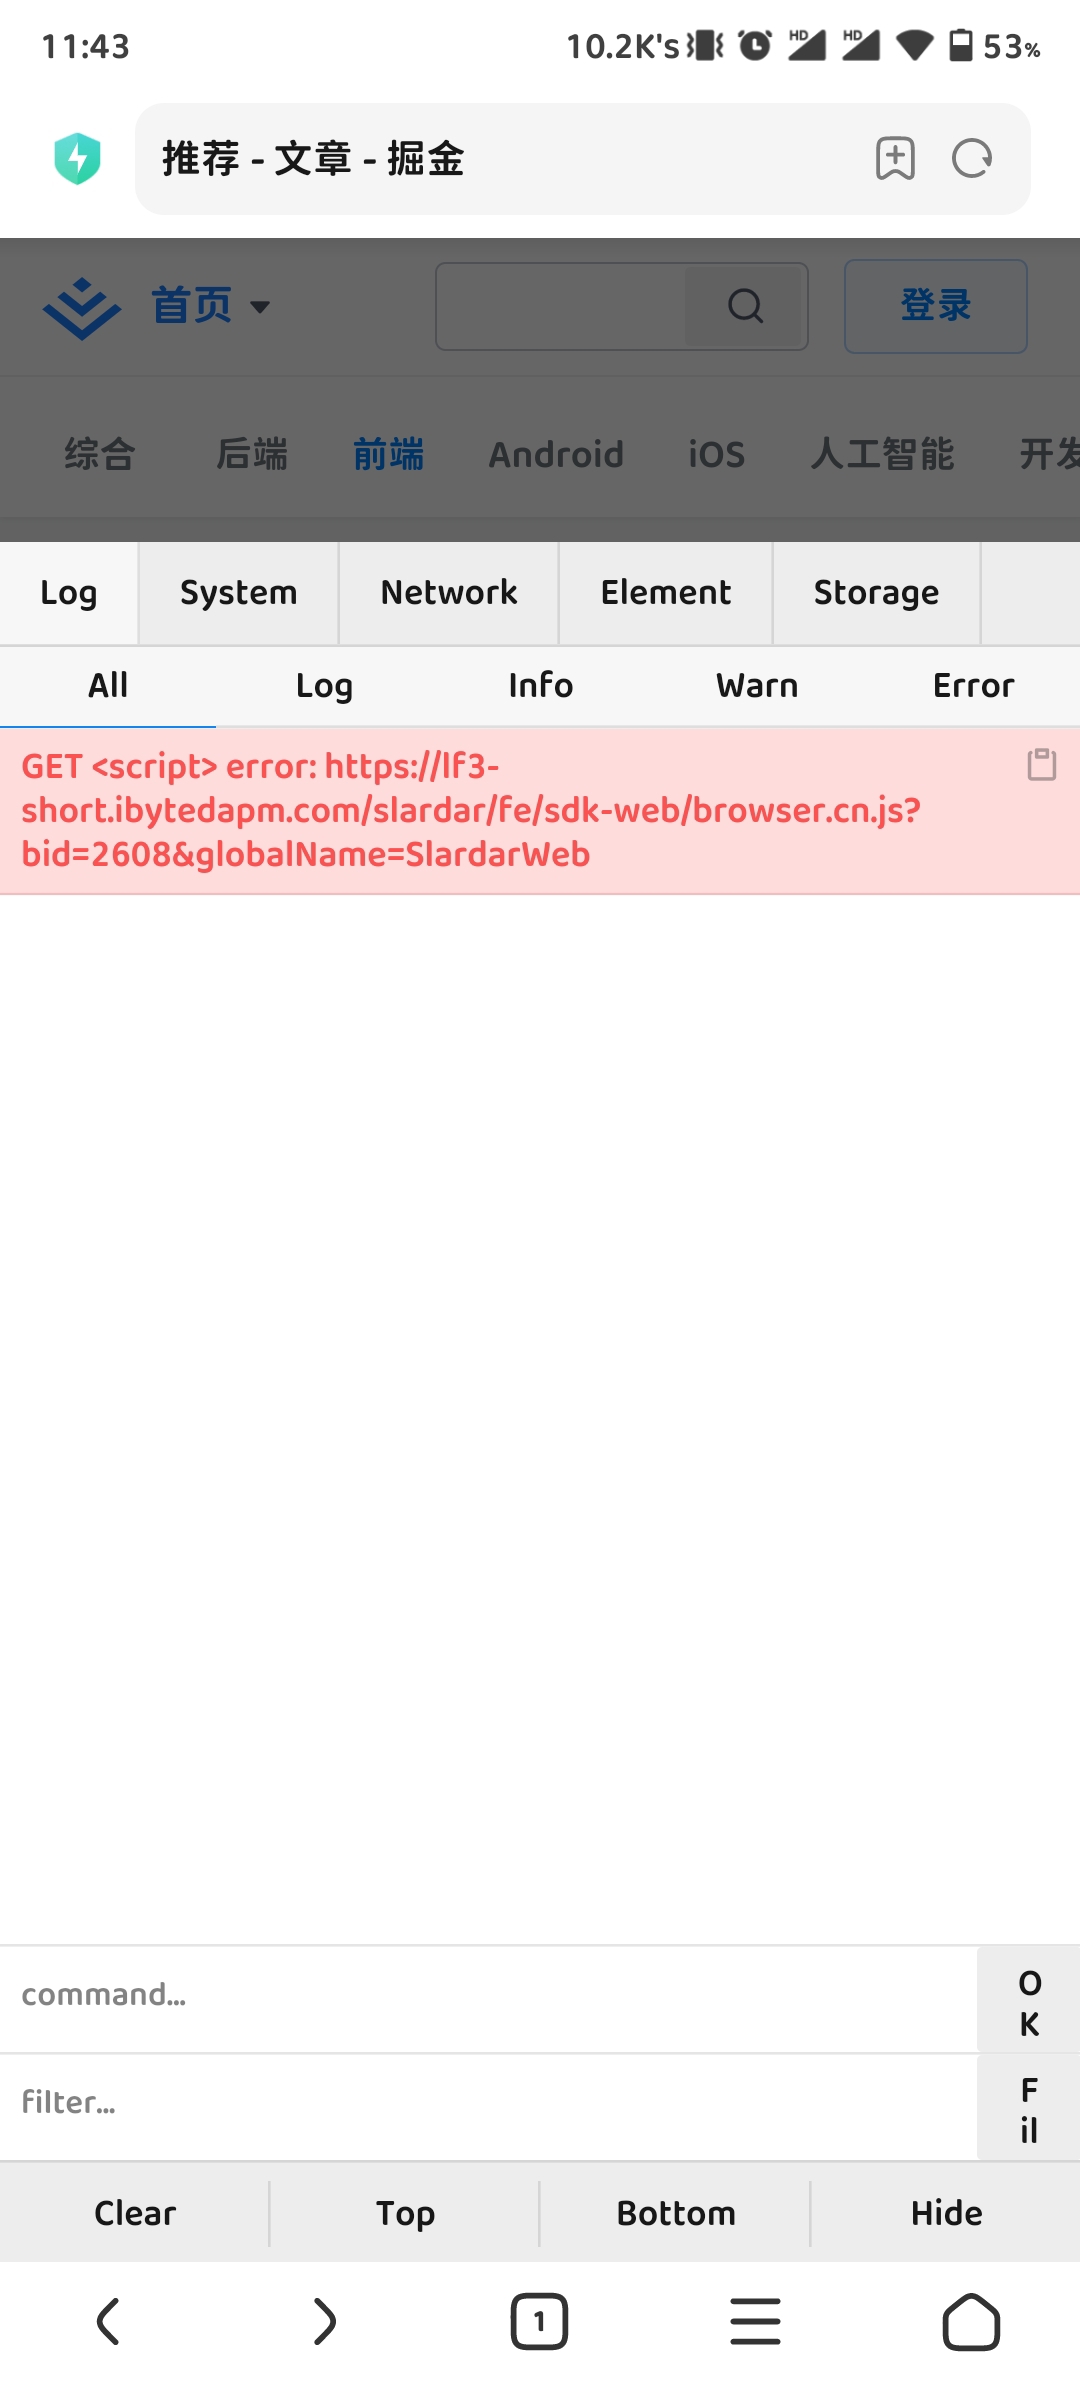 11:43
10.2K's HD HD 53%
推荐 - 文章 - 掘金
首页
登录
综合 后端 前端 Android iOS 人工智能 开发
Log System Network Element Storage
All Log Info Warn Error
GET <script> error: https://lf3-
short.ibytedapm.com/slardar/fe/sdk-web/browser.cn.js?
bid=2608&globalName=SlardarWeb
command...
O
K
filter...
F
il
Clear Top Bottom Hide
1